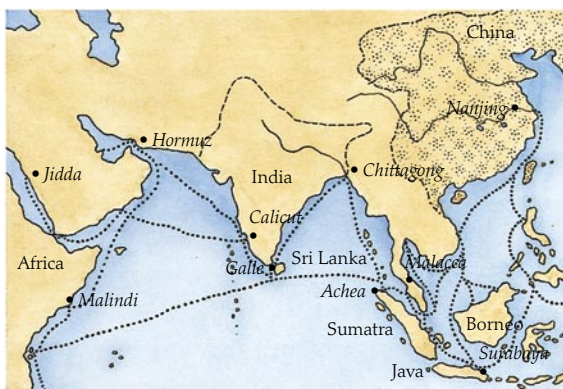 China
Nanjing
Hormuz
Jidda
India
Chittagong
Calicut
Africa
Galle
Sri Lanka
Malacca
Malindi
Achea
Sumatra
Borneo
Surabaya
Java